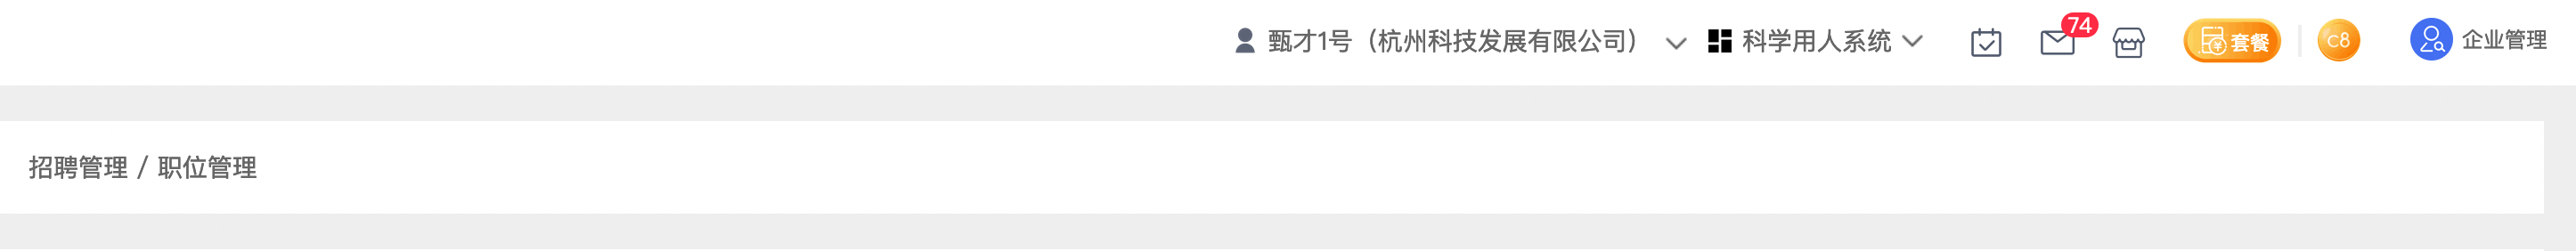 甄才1号（杭州科技发展有限公司） 科学用人系统 74 套餐 C8 企业管理
招聘管理 / 职位管理